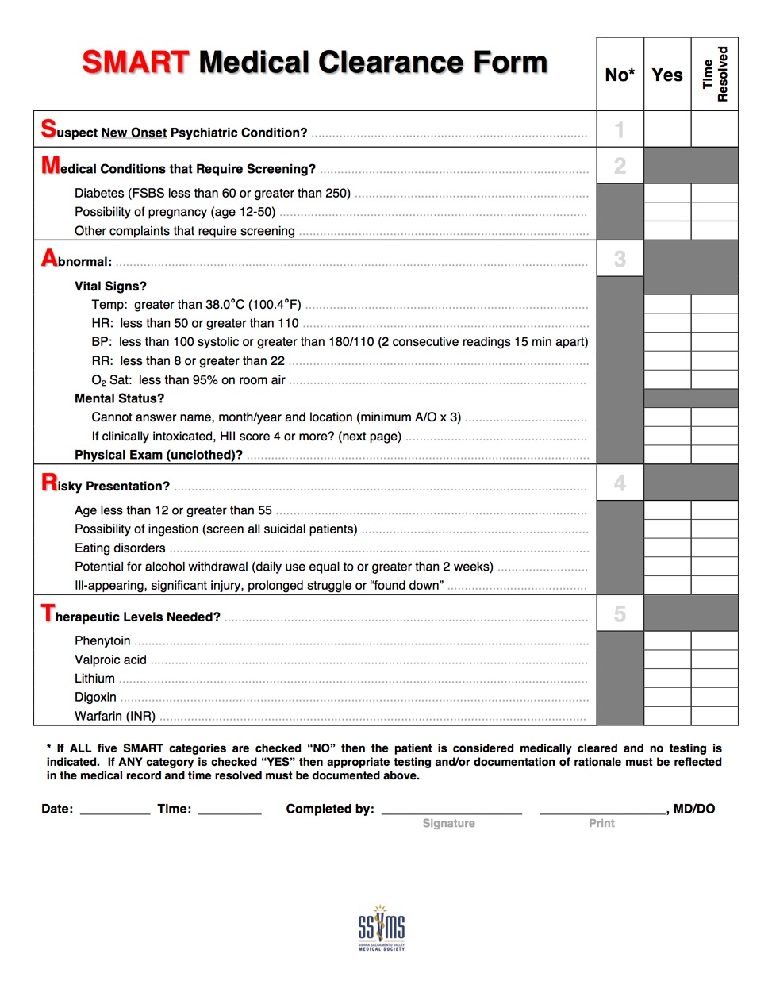 SMART Medical Clearance Form
No*
Yes
Time Resolved
Suspect New Onset Psychiatric Condition?
1
Medical Conditions that Require Screening?
2
Diabetes (FSBS less than 60 or greater than 250)
Possibility of pregnancy (age 12-50)
Other complaints that require screening
Abnormal:
3
Vital Signs?
Temp: greater than 38.0°C (100.4°F)
HR: less than 50 or greater than 110
BP: less than 100 systolic or greater than 180/110 (2 consecutive readings 15 min apart)
RR: less than 8 or greater than 22
O₂ Sat: less than 95% on room air
Mental Status?
Cannot answer name, month/year and location (minimum A/O x 3)
If clinically intoxicated, HII score 4 or more? (next page)
Physical Exam (unclothed)?
Risky Presentation?
4
Age less than 12 or greater than 55
Possibility of ingestion (screen all suicidal patients)
Eating disorders
Potential for alcohol withdrawal (daily use equal to or greater than 2 weeks)
Ill-appearing, significant injury, prolonged struggle or “found down”
Therapeutic Levels Needed?
5
Phenytoin
Valproic acid
Lithium
Digoxin
Warfarin (INR)
* If ALL five SMART categories are checked “NO” then the patient is considered medically cleared and no testing is
indicated. If ANY category is checked “YES” then appropriate testing and/or documentation of rationale must be reflected
in the medical record and time resolved must be documented above.
Date: __________ Time: _________ Completed by: ____________________ __________________, MD/DO
Signature Print
SSVMS
SIERRA SACRAMENTO VALLEY
MEDICAL SOCIETY